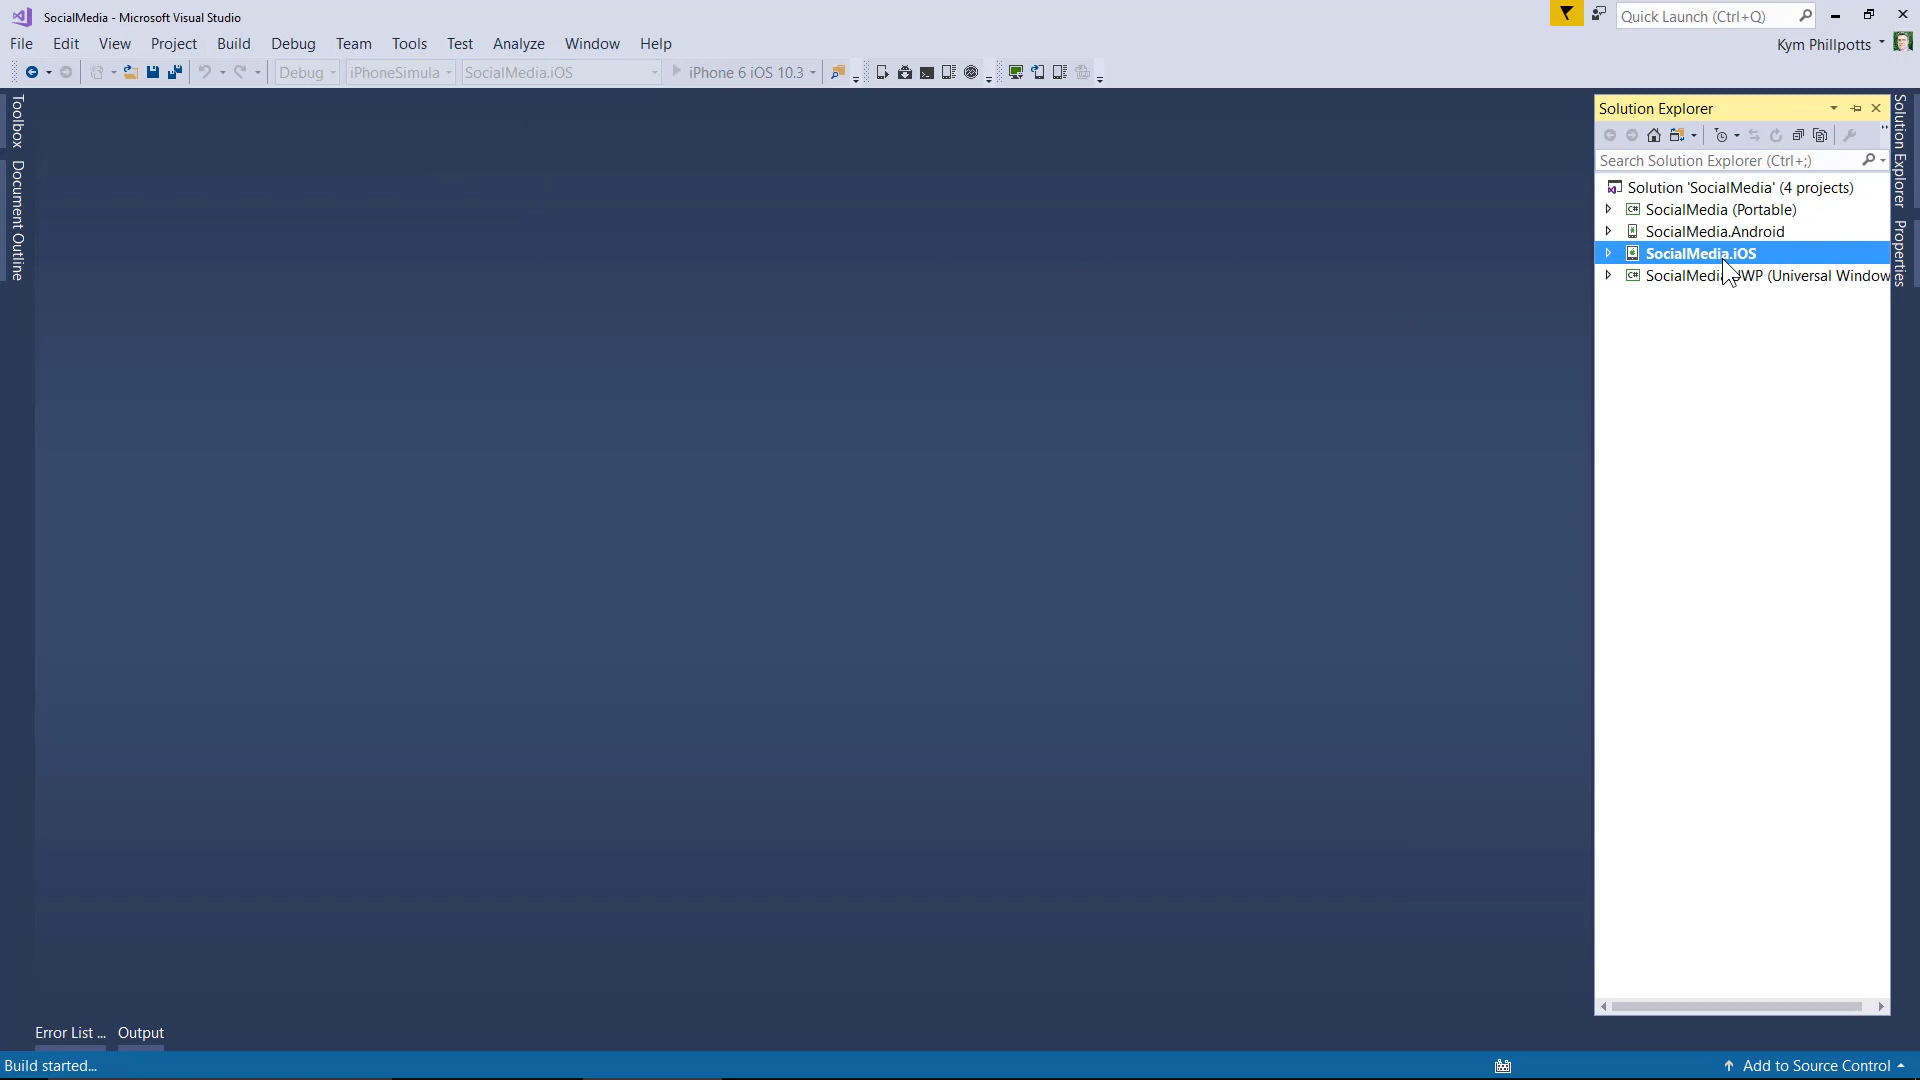 SocialMedia - Microsoft Visual Studio
Quick Launch (Ctrl+Q)
File Edit View Project Build Debug Team Tools Test Analyze Window Help
Kym Phillpotts
Debug iPhoneSimula SocialMedia.iOS iPhone 6 iOS 10.3
Toolbox
Document Outline
Solution Explorer
Search Solution Explorer (Ctrl+;)
Solution 'SocialMedia' (4 projects)
SocialMedia (Portable)
SocialMedia.Android
SocialMedia.iOS
SocialMedia WP (Universal Window
Solution Explorer
Properties
Error List ... Output
Build started...
Add to Source Control